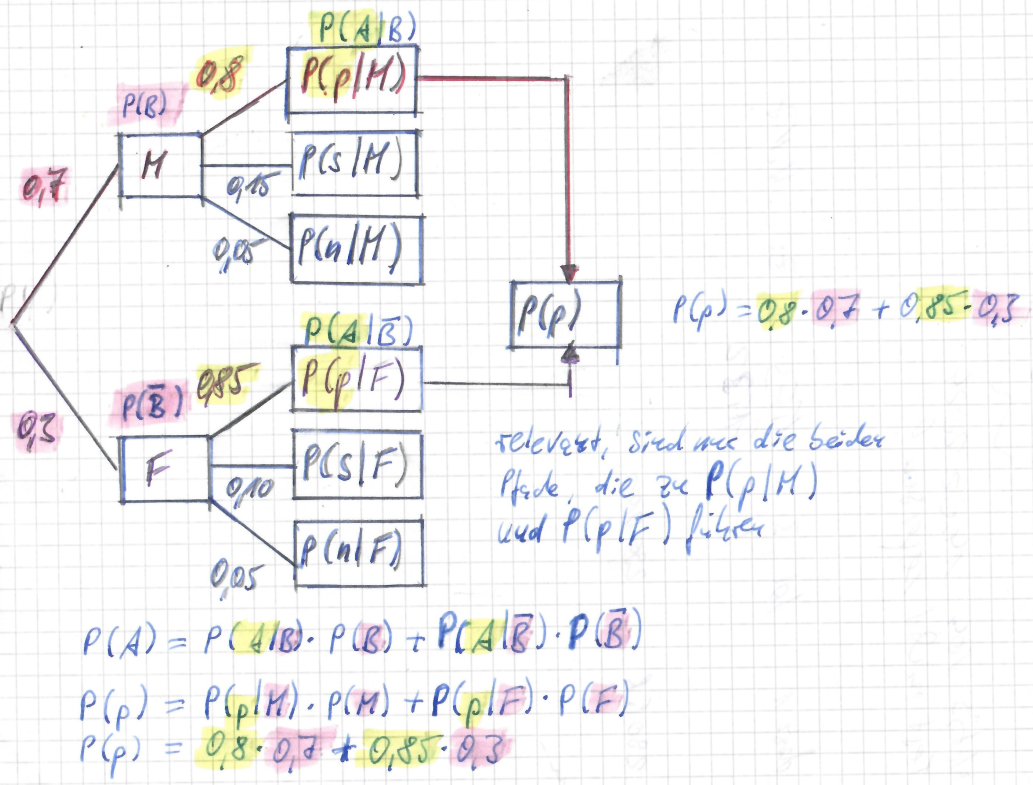 P(A|B)
0,8
P(p|M)
P(B)
M
0,7
P(s|M)
0,15
P(n|M)
0,05
P(p)
P(p) = 0,8 · 0,7 + 0,85 · 0,3
P(A|B̅)
0,85
P(p|F)
P(B̅)
0,3
F
P(S|F)
0,10
P(n|F)
0,05
relevant, sind nur die beiden
Pfade, die zu P(p|M)
und P(p|F) führen
P(A) = P(A|B) · P(B) + P(A|B̅) · P(B̅)
P(p) = P(p|M) · P(M) + P(p|F) · P(F)
P(p) = 0,8 · 0,7 + 0,85 · 0,3